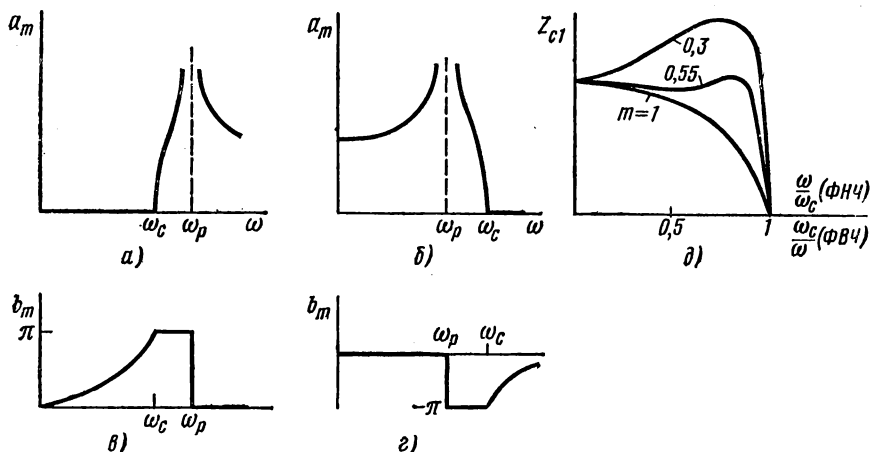 a_m
ω_c
ω_p
ω
а)
a_m
ω_p
ω_c
ω
б)
Z_c1
0,3
0,55
m=1
0,5
1
ω/ω_c (ФНЧ)
ω_c/ω (ФВЧ)
д)
b_m
π
ω_c
ω_p
в)
b_m
ω_p
ω_c
-π
г)